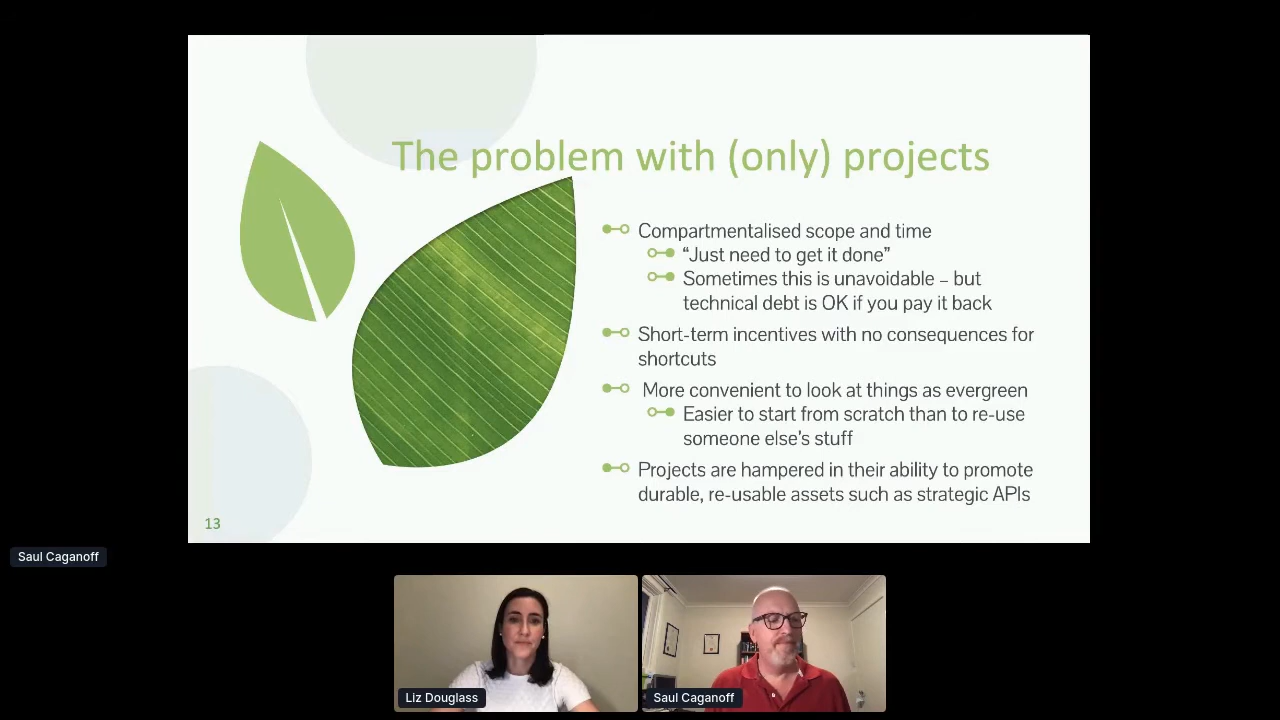 The problem with (only) projects
Compartmentalised scope and time
“Just need to get it done”
Sometimes this is unavoidable – but
technical debt is OK if you pay it back
Short-term incentives with no consequences for
shortcuts
More convenient to look at things as evergreen
Easier to start from scratch than to re-use
someone else’s stuff
Projects are hampered in their ability to promote
durable, re-usable assets such as strategic APIs
13
Saul Caganoff
Liz Douglass
Saul Caganoff